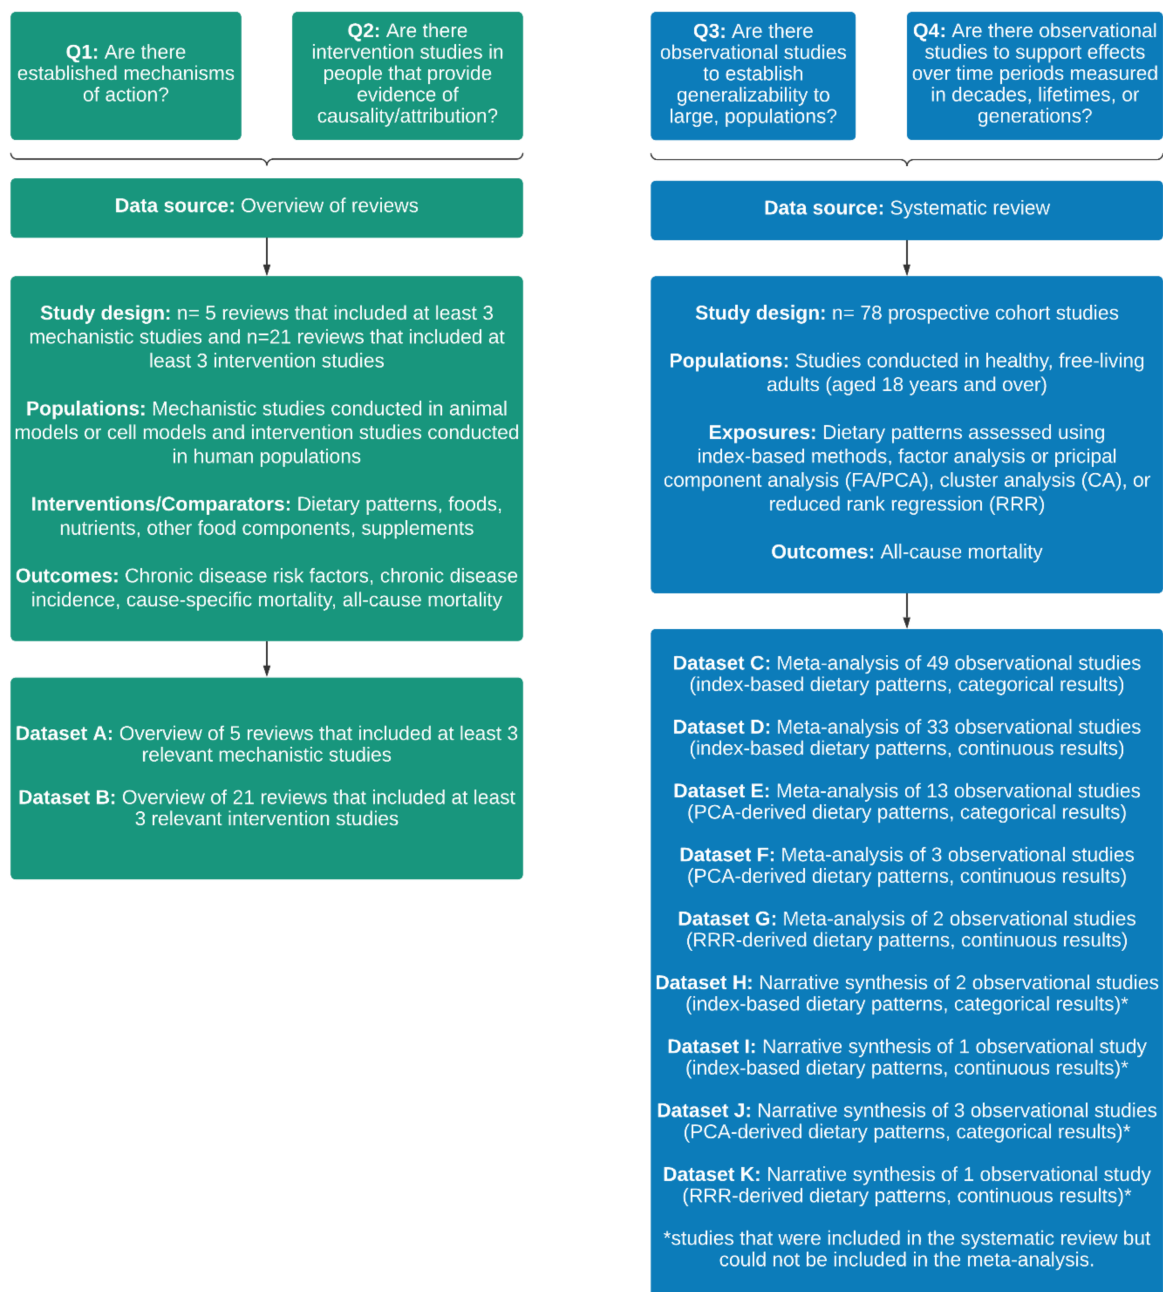 Q1: Are there
established mechanisms
of action?
Q2: Are there
intervention studies in
people that provide
evidence of
causality/attribution?
Data source: Overview of reviews
Study design: n= 5 reviews that included at least 3
mechanistic studies and n=21 reviews that included at
least 3 intervention studies
Populations: Mechanistic studies conducted in animal
models or cell models and intervention studies conducted
in human populations
Interventions/Comparators: Dietary patterns, foods,
nutrients, other food components, supplements
Outcomes: Chronic disease risk factors, chronic disease
incidence, cause-specific mortality, all-cause mortality
Dataset A: Overview of 5 reviews that included at least 3
relevant mechanistic studies
Dataset B: Overview of 21 reviews that included at least
3 relevant intervention studies
Q3: Are there
observational studies
to establish
generalizability to
large, populations?
Q4: Are there observational
studies to support effects
over time periods measured
in decades, lifetimes, or
generations?
Data source: Systematic review
Study design: n= 78 prospective cohort studies
Populations: Studies conducted in healthy, free-living
adults (aged 18 years and over)
Exposures: Dietary patterns assessed using
index-based methods, factor analysis or pricipal
component analysis (FA/PCA), cluster analysis (CA), or
reduced rank regression (RRR)
Outcomes: All-cause mortality
Dataset C: Meta-analysis of 49 observational studies
(index-based dietary patterns, categorical results)
Dataset D: Meta-analysis of 33 observational studies
(index-based dietary patterns, continuous results)
Dataset E: Meta-analysis of 13 observational studies
(PCA-derived dietary patterns, categorical results)
Dataset F: Meta-analysis of 3 observational studies
(PCA-derived dietary patterns, continuous results)
Dataset G: Meta-analysis of 2 observational studies
(RRR-derived dietary patterns, continuous results)
Dataset H: Narrative synthesis of 2 observational studies
(index-based dietary patterns, categorical results)*
Dataset I: Narrative synthesis of 1 observational study
(index-based dietary patterns, continuous results)*
Dataset J: Narrative synthesis of 3 observational studies
(PCA-derived dietary patterns, categorical results)*
Dataset K: Narrative synthesis of 1 observational study
(RRR-derived dietary patterns, continuous results)*
*studies that were included in the systematic review but
could not be included in the meta-analysis.